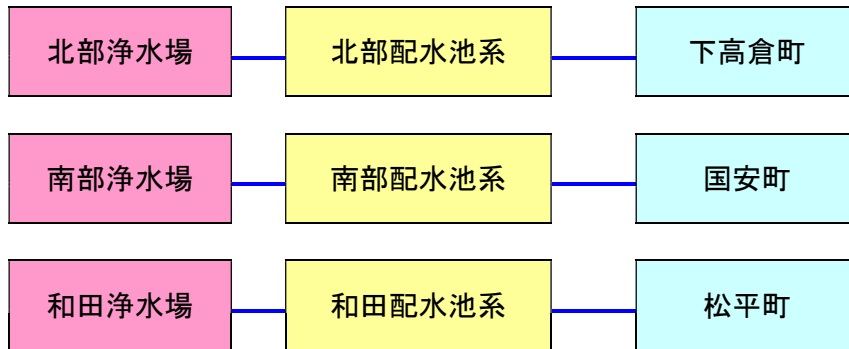 北部浄水場 北部配水池系 下高倉町
南部浄水場 南部配水池系 国安町
和田浄水場 和田配水池系 松平町